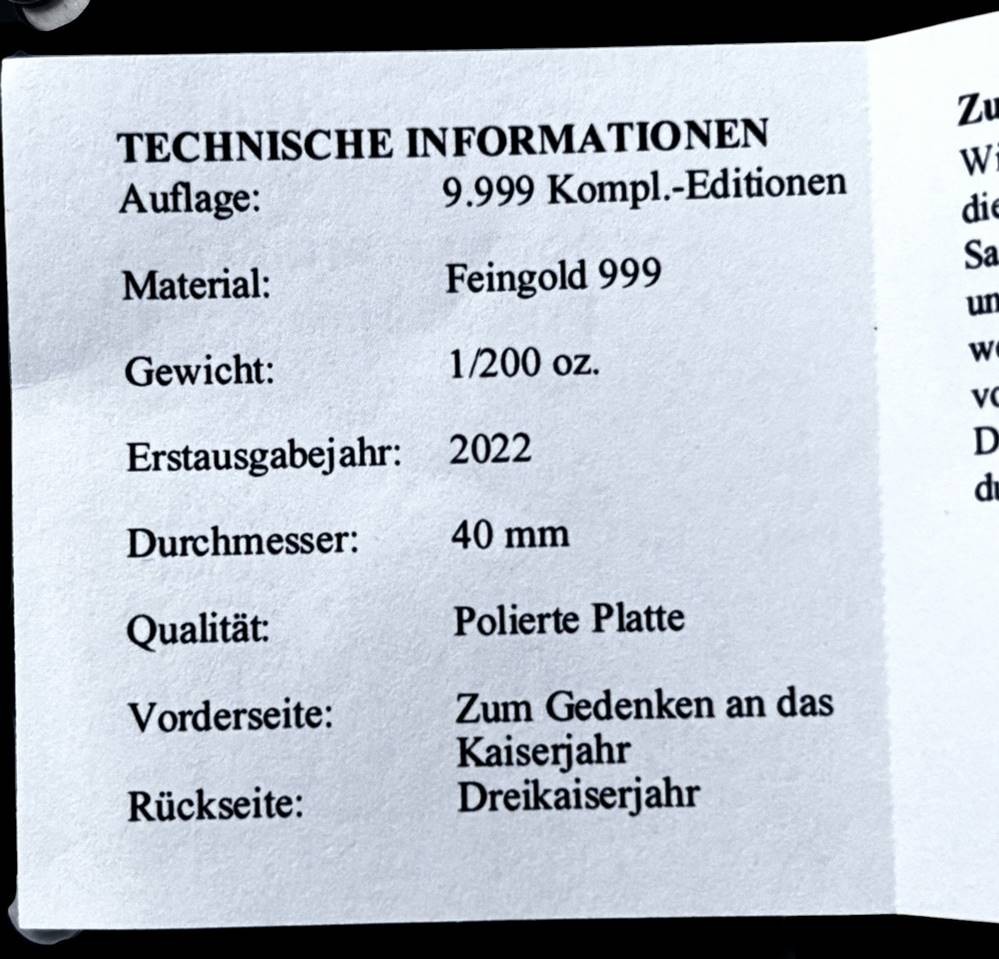 TECHNISCHE INFORMATIONEN
Auflage: 9.999 Kompl.-Editionen
Material: Feingold 999
Gewicht: 1/200 oz.
Erstausgabejahr: 2022
Durchmesser: 40 mm
Qualität: Polierte Platte
Vorderseite: Zum Gedenken an das
Kaiserjahr
Rückseite: Dreikaiserjahr